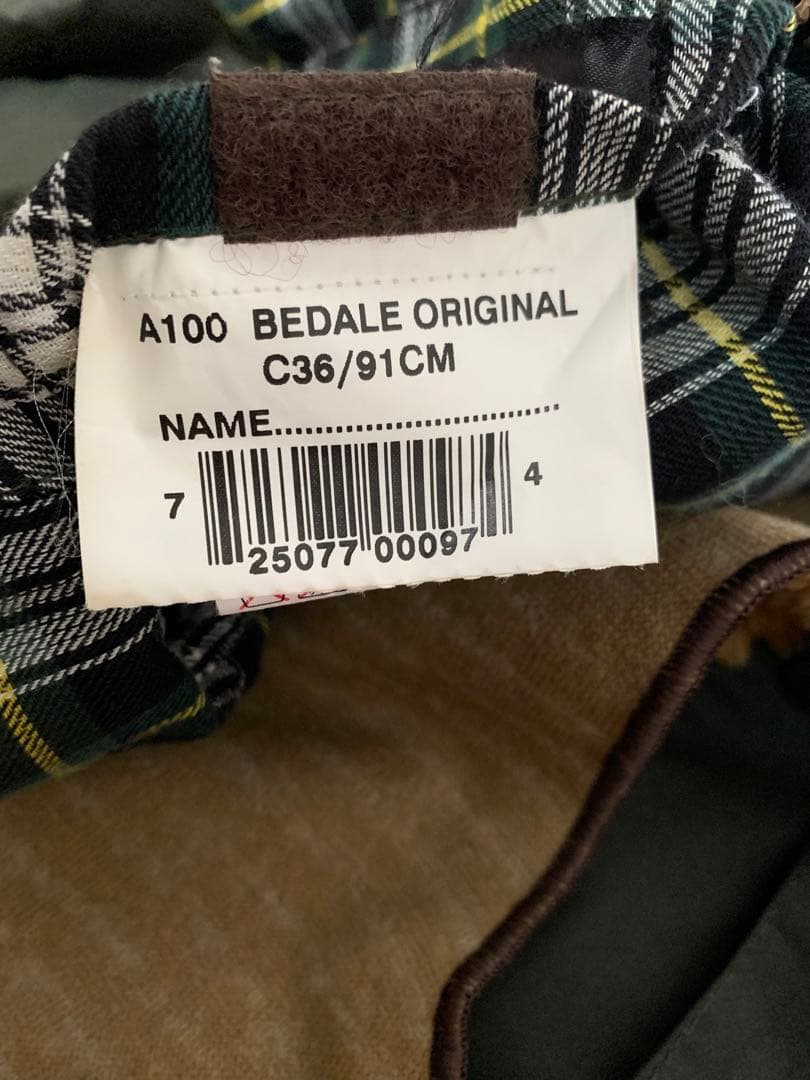 A100 BEDALE ORIGINAL
C36/91CM
NAME..............................
7 25077 00097 4